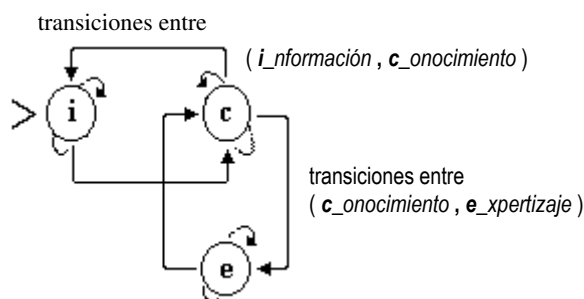 transiciones entre
( i_nformación , c_onocimiento )
> i
c
transiciones entre
( c_onocimiento , e_xpertizaje )
e